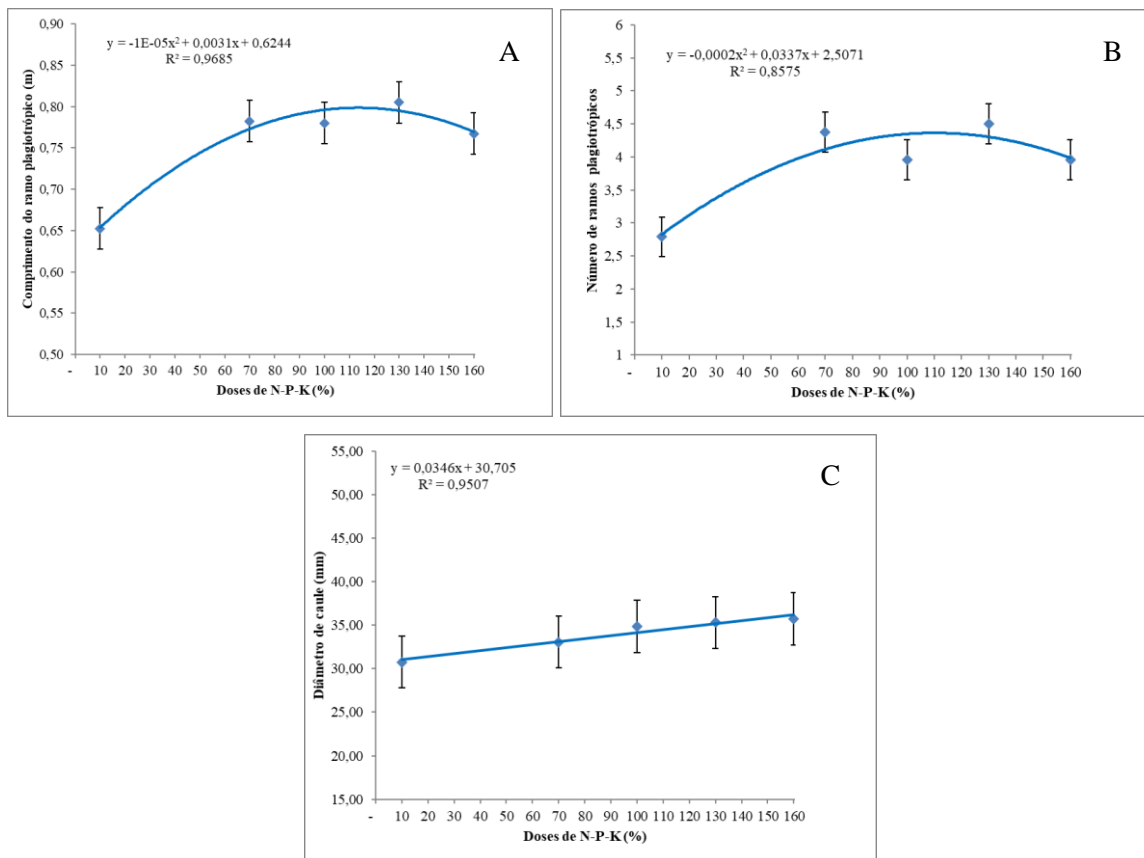 A
y = -1E-05x² + 0,0031x + 0,6244
R² = 0,9685
Comprimento do ramo plagiotrópico (m)
0,90
0,85
0,80
0,75
0,70
0,65
0,60
0,55
0,50
- 10 20 30 40 50 60 70 80 90 100 110 120 130 140 150 160
Doses de N-P-K (%)
B
y = -0,0002x² + 0,0337x + 2,5071
R² = 0,8575
Número de ramos plagiotrópicos
6
5,5
5
4,5
4
3,5
3
2,5
2
1,5
1
- 10 20 30 40 50 60 70 80 90 100 110 120 130 140 150 160
Doses de N-P-K (%)
C
y = 0,0346x + 30,705
R² = 0,9507
Diâmetro de caule (mm)
55,00
50,00
45,00
40,00
35,00
30,00
25,00
20,00
15,00
- 10 20 30 40 50 60 70 80 90 100 110 120 130 140 150 160
Doses de N-P-K (%)